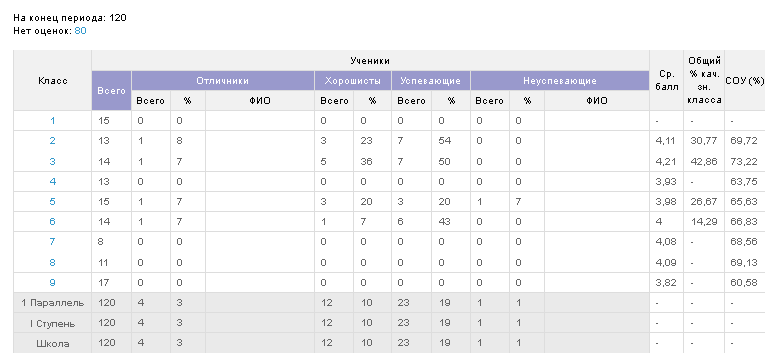 На конец периода: 120
Нет оценок: 80
Класс Ученики Ср. балл Общий % кач. зн. класса СОУ (%)
Всего Отличники Хорошисты Успевающие Неуспевающие
Всего % ФИО Всего % Всего % Всего % ФИО
1 15 0 0 0 0 0 0 0 0 - - -
2 13 1 8 3 23 7 54 0 0 4,11 30,77 69,72
3 14 1 7 5 36 7 50 0 0 4,21 42,86 73,22
4 13 0 0 0 0 0 0 0 0 3,93 - 63,75
5 15 1 7 3 20 3 20 1 7 3,98 26,67 65,63
6 14 1 7 1 7 6 43 0 0 4 14,29 66,83
7 8 0 0 0 0 0 0 0 0 4,08 - 68,56
8 11 0 0 0 0 0 0 0 0 4,09 - 69,13
9 17 0 0 0 0 0 0 0 0 3,82 - 60,58
1 Параллель 120 4 3 12 10 23 19 1 1 - - -
I Ступень 120 4 3 12 10 23 19 1 1 - - -
Школа 120 4 3 12 10 23 19 1 1 - - -